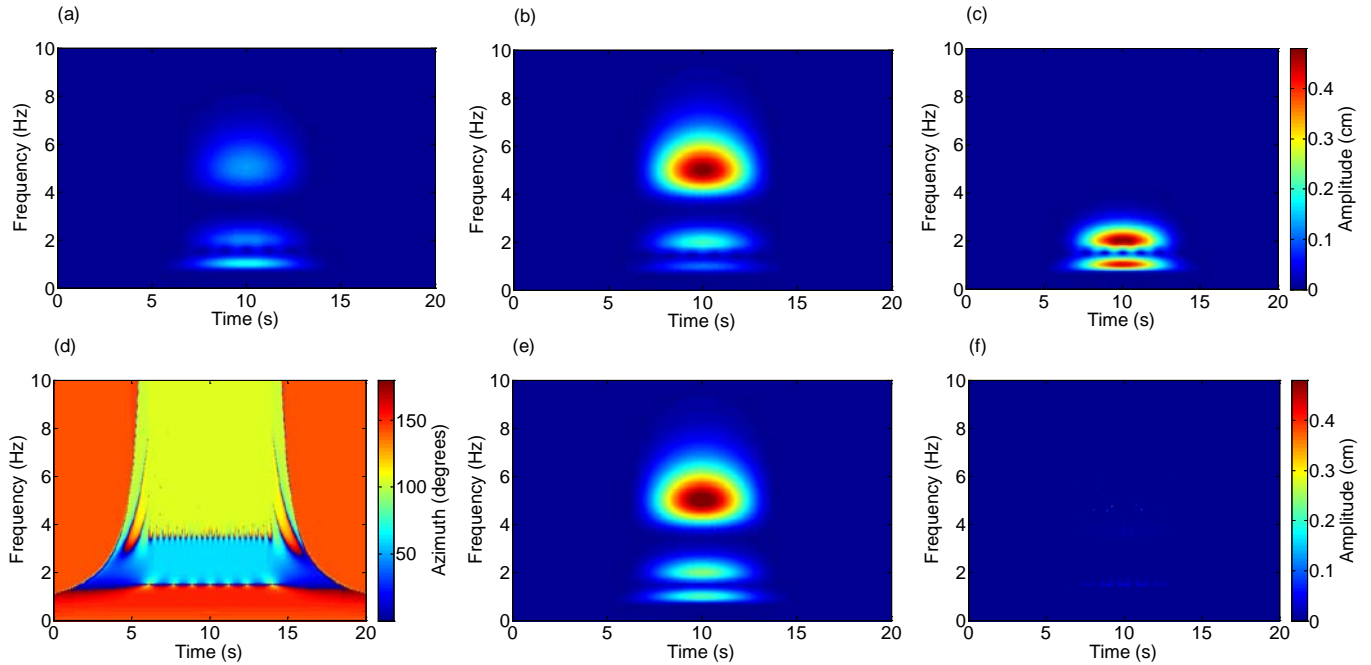 (a)
10
8
6
4
2
0
Frequency (Hz)
0 5 10 15 20
Time (s)
(b)
10
8
6
4
2
0
Frequency (Hz)
0 5 10 15 20
Time (s)
(c)
10
8
6
4
2
0
Frequency (Hz)
0 5 10 15 20
Time (s)
0.4
0.3
0.2
0.1
0
Amplitude (cm)
(d)
10
8
6
4
2
0
Frequency (Hz)
0 5 10 15 20
Time (s)
150
100
50
Azimuth (degrees)
(e)
10
8
6
4
2
0
Frequency (Hz)
0 5 10 15 20
Time (s)
(f)
10
8
6
4
2
0
Frequency (Hz)
0 5 10 15 20
Time (s)
0.4
0.3
0.2
0.1
0
Amplitude (cm)